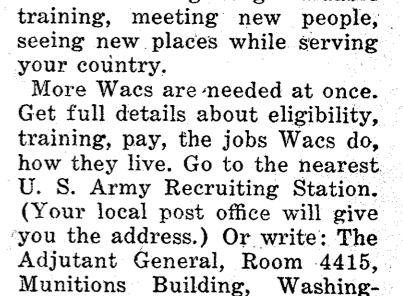 training, meeting new people,
seeing new places while serving
your country.
More Wacs are needed at once.
Get full details about eligibility,
training, pay, the jobs Wacs do,
how they live. Go to the nearest
U. S. Army Recruiting Station.
(Your local post office will give
you the address.) Or write: The
Adjutant General, Room 4415,
Munitions Building, Washing-